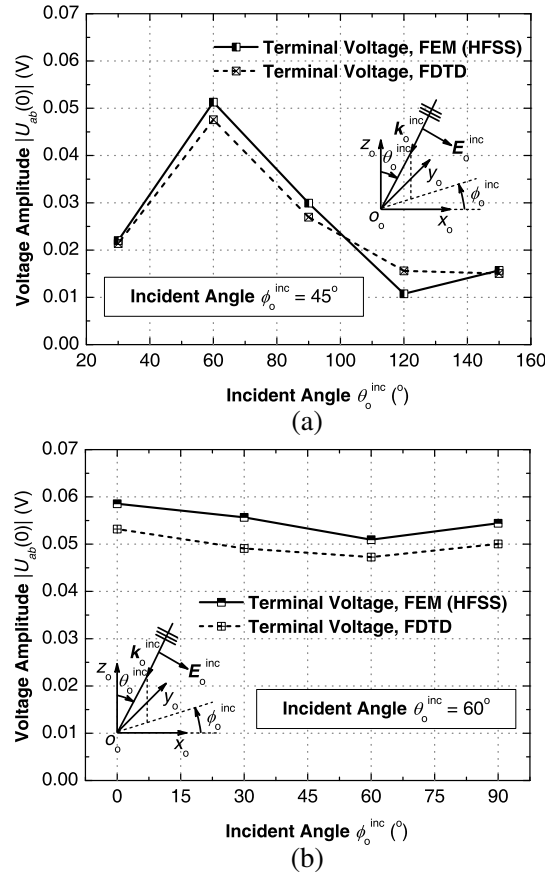 0.07
0.06
0.05
0.04
0.03
0.02
0.01
0.00
Voltage Amplitude |U_ab(0)| (V)
Terminal Voltage, FEM (HFSS)
Terminal Voltage, FDTD
k_o^inc
z_o
θ_o^inc
E_o^inc
y_o
ϕ_o^inc
o_o
x_o
Incident Angle ϕ_o^inc = 45°
20 40 60 80 100 120 140 160
Incident Angle θ_o^inc (°)
(a)
0.07
0.06
0.05
0.04
0.03
0.02
0.01
0.00
Voltage Amplitude |U_ab(0)| (V)
Terminal Voltage, FEM (HFSS)
Terminal Voltage, FDTD
k_o^inc
z_o
θ_o^inc
E_o^inc
y_o
ϕ_o^inc
o_o
x_o
Incident Angle θ_o^inc = 60°
0 15 30 45 60 75 90
Incident Angle ϕ_o^inc (°)
(b)